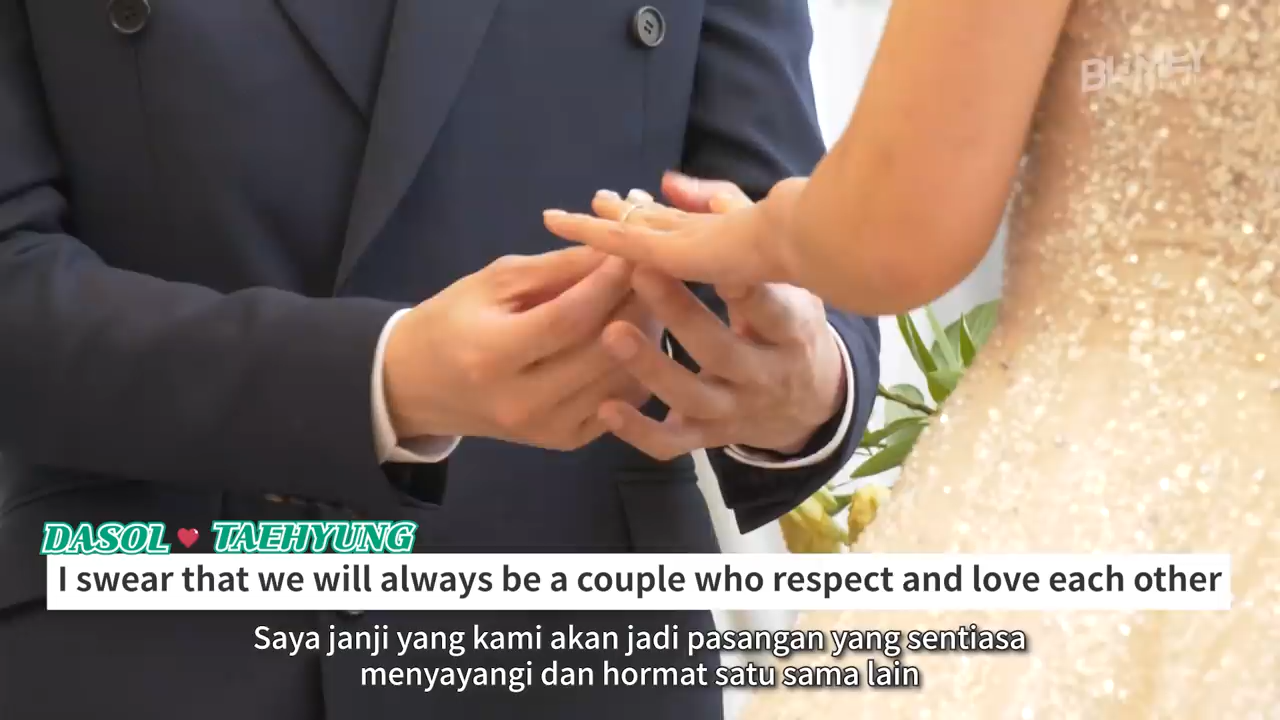 DASOL ❤ TAEHYUNG
I swear that we will always be a couple who respect and love each other
Saya janji yang kami akan jadi pasangan yang sentiasa
menyayangi dan hormat satu sama lain